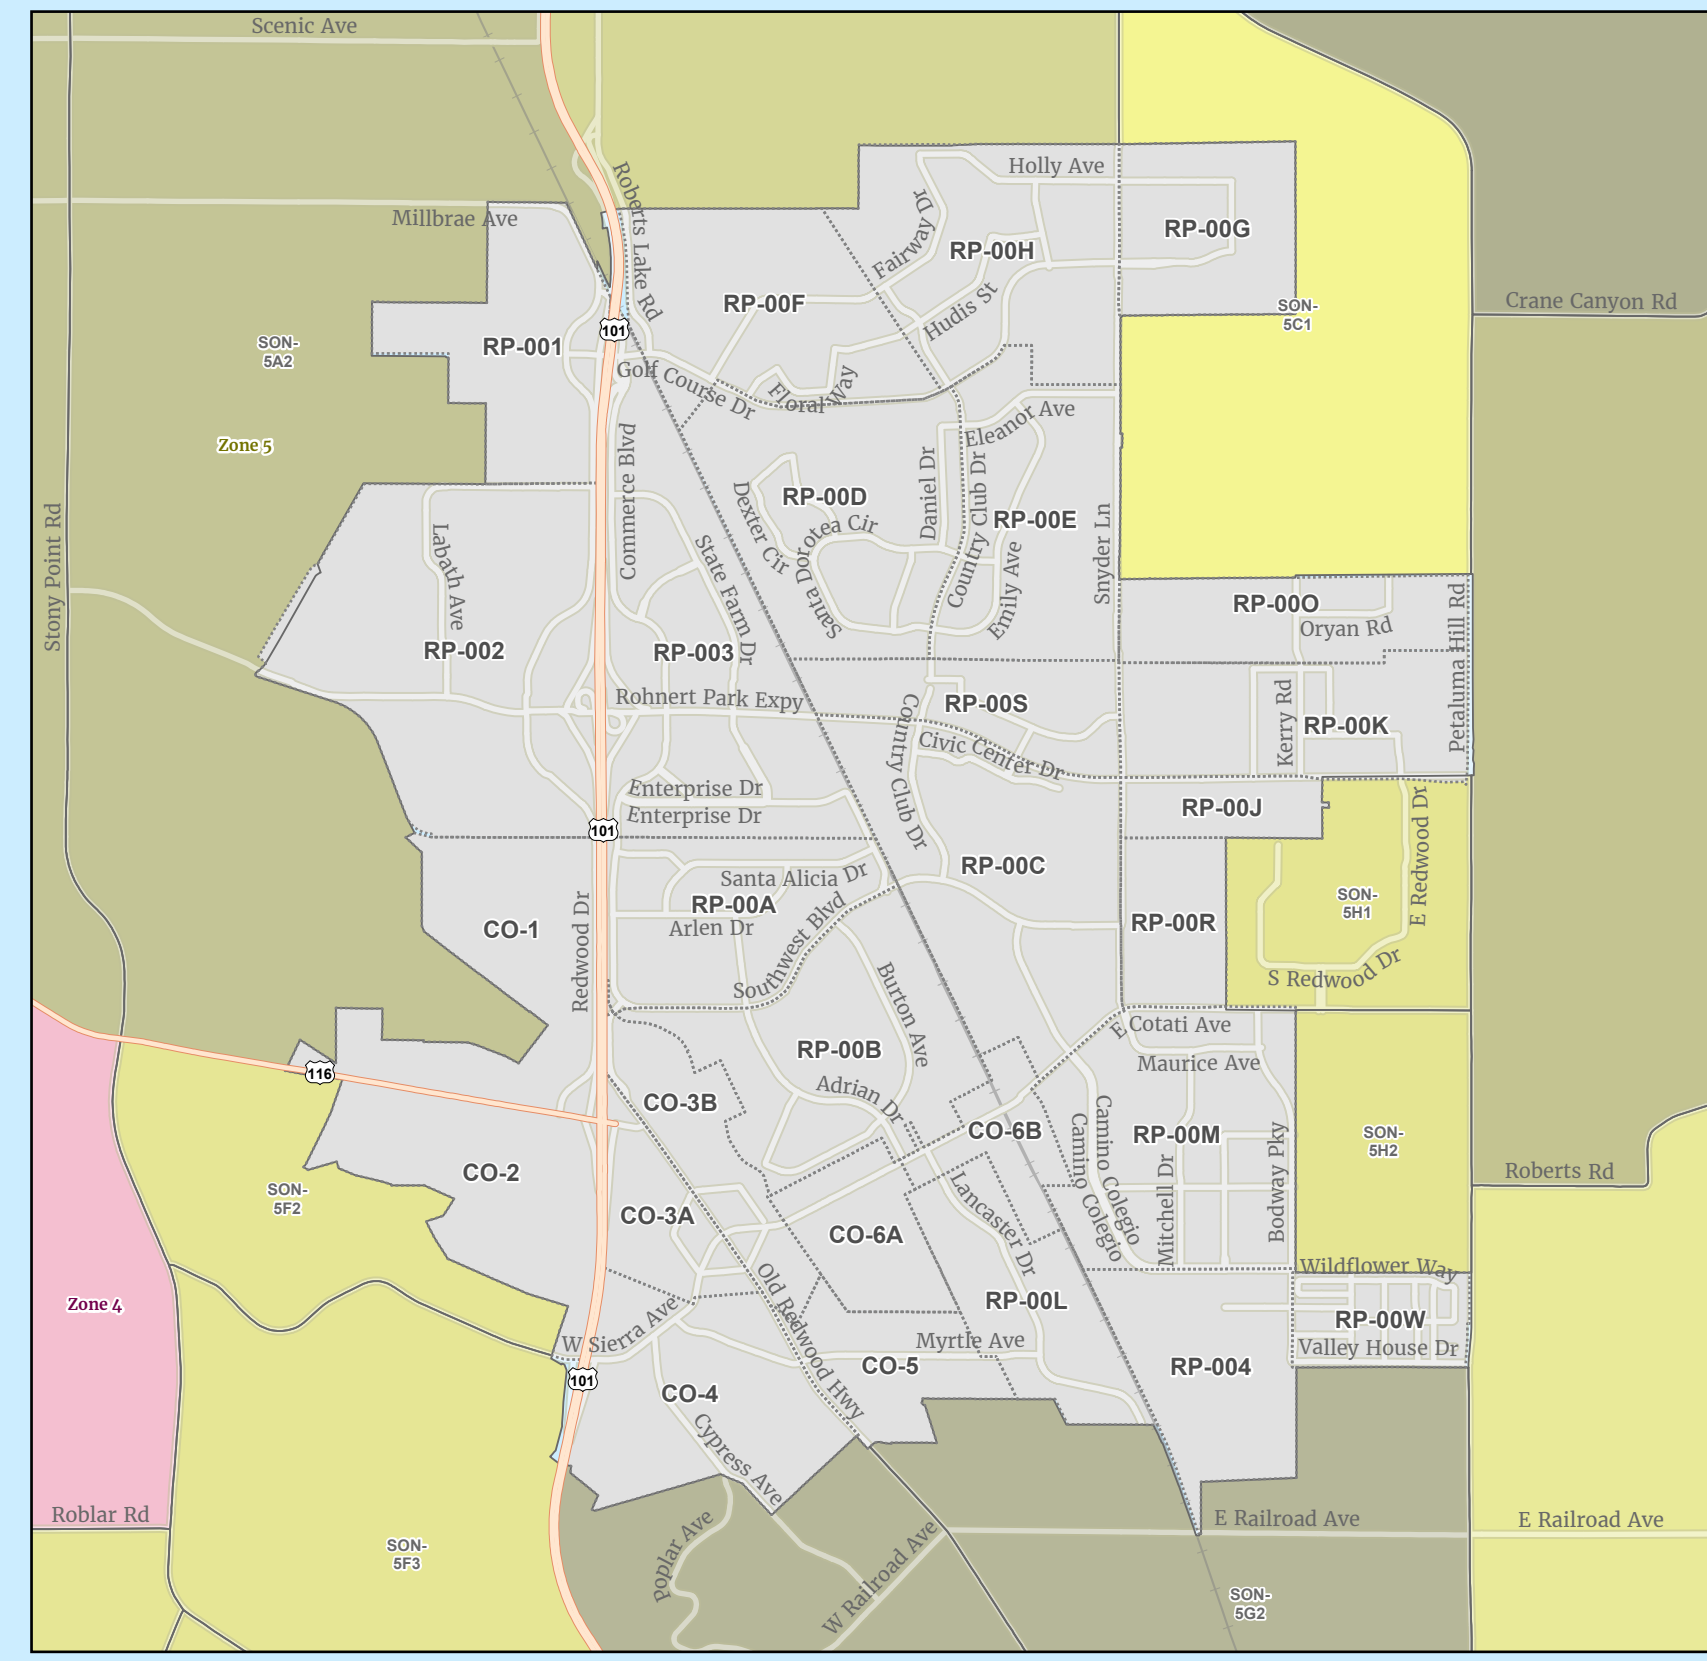 Scenic Ave
Roberts Lake Rd
Holly Ave
Millbrae Ave
Fairway Dr
RP-00G
RP-00H
RP-00F
Hudis St
SON-
5C1
Crane Canyon Rd
101
SON-
5A2
RP-001
Golf Course Dr
Floral Way
Eleanor Ave
Zone 5
Commerce Blvd
Daniel Dr
Country Club Dr
Dexter Cir
RP-00D
RP-00E
Santa Dorotea Cir
Snyder Ln
Stony Point Rd
Labath Ave
State Farm Dr
Emily Ave
RP-00O
Oryan Rd
Petaluma Hill Rd
RP-002
RP-003
Rohnert Park Expy
RP-00S
Country Club Dr
Civic Center Dr
Kerry Rd
RP-00K
Enterprise Dr
Enterprise Dr
RP-00J
101
E Redwood Dr
RP-00C
Santa Alicia Dr
RP-00A
Arlen Dr
SON-
5H1
CO-1
Redwood Dr
Southwest Blvd
RP-00R
S Redwood Dr
Burton Ave
E Cotati Ave
RP-00B
Maurice Ave
116
Adrian Dr
CO-3B
CO-6B
Camino Colegio
Camino Colegio
RP-00M
Mitchell Dr
Bodway Pky
SON-
5H2
Roberts Rd
CO-2
SON-
5F2
CO-3A
CO-6A
Lancaster Dr
Wildflower Way
Zone 4
Old Redwood Hwy
RP-00L
RP-00W
W Sierra Ave
Myrtle Ave
Valley House Dr
CO-5
RP-004
101
CO-4
Cypress Ave
Roblar Rd
E Railroad Ave
E Railroad Ave
Poplar Ave
W Railroad Ave
SON-
5F3
SON-
5G2